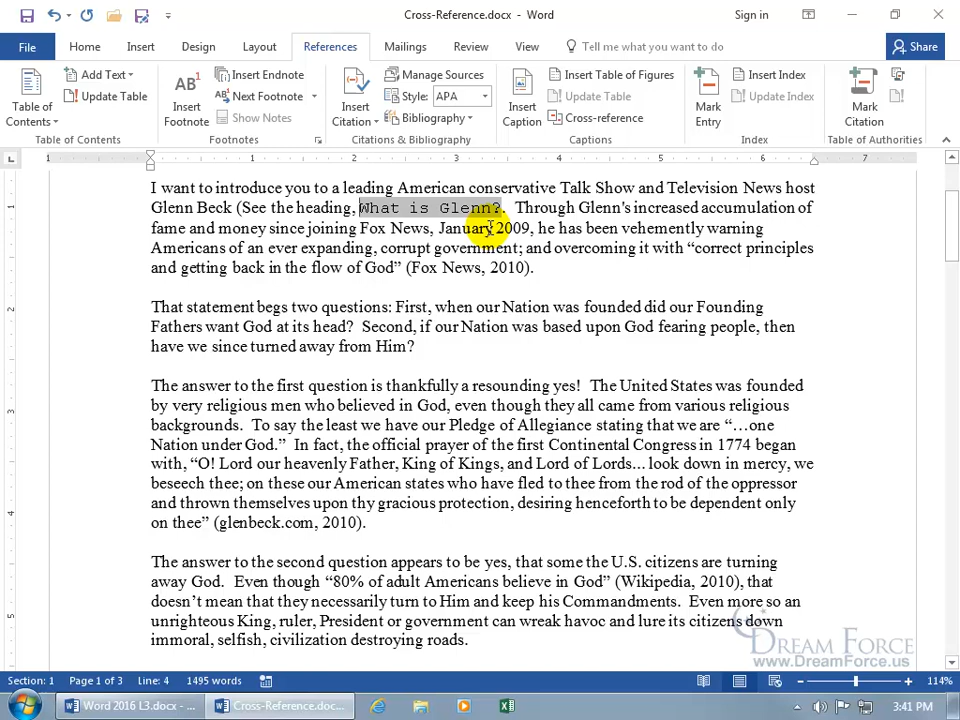 Cross-Reference.docx - Word
Sign in
File Home Insert Design Layout References Mailings Review View Tell me what you want to do Share
Table of Contents
Add Text
Update Table
Table of Contents
AB1 Insert Footnote
Insert Endnote
Next Footnote
Show Notes
Footnotes
Insert Citation
Manage Sources
Style: APA
Bibliography
Citations & Bibliography
Insert Caption
Insert Table of Figures
Update Table
Cross-reference
Captions
Mark Entry
Insert Index
Update Index
Index
Mark Citation
Table of Authorities
1 1 2 3 4 5 6 7
I want to introduce you to a leading American conservative Talk Show and Television News host
Glenn Beck (See the heading, What is Glenn?.  Through Glenn's increased accumulation of
fame and money since joining Fox News, January 2009, he has been vehemently warning
Americans of an ever expanding, corrupt government; and overcoming it with “correct principles
and getting back in the flow of God” (Fox News, 2010).
That statement begs two questions: First, when our Nation was founded did our Founding
Fathers want God at its head?  Second, if our Nation was based upon God fearing people, then
have we since turned away from Him?
The answer to the first question is thankfully a resounding yes!  The United States was founded
by very religious men who believed in God, even though they all came from various religious
backgrounds.  To say the least we have our Pledge of Allegiance stating that we are “…one
Nation under God.”  In fact, the official prayer of the first Continental Congress in 1774 began
with, “O! Lord our heavenly Father, King of Kings, and Lord of Lords... look down in mercy, we
beseech thee; on these our American states who have fled to thee from the rod of the oppressor
and thrown themselves upon thy gracious protection, desiring henceforth to be dependent only
on thee” (glenbeck.com, 2010).
The answer to the second question appears to be yes, that some the U.S. citizens are turning
away God.  Even though “80% of adult Americans believe in God” (Wikipedia, 2010), that
doesn’t mean that they necessarily turn to Him and keep his Commandments.  Even more so an
unrighteous King, ruler, President or government can wreak havoc and lure its citizens down
immoral, selfish, civilization destroying roads.
1
2
3
4
5
DREAM FORCE
www.DreamForce.us
Section: 1 Page 1 of 3 Line: 4 1495 words 114%
Word 2016 L3.docx - ... Cross-Reference.doc... 3:41 PM